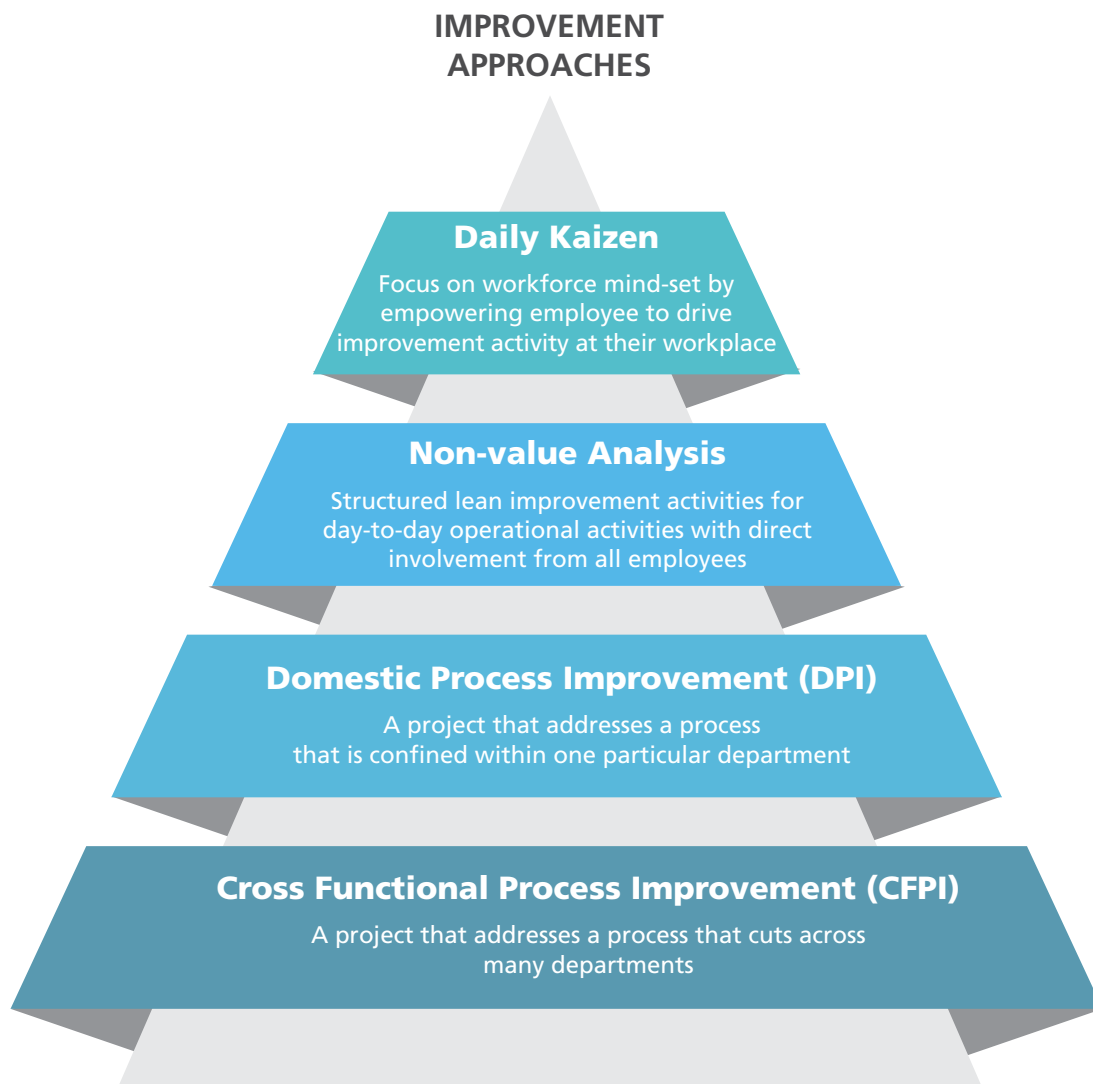 IMPROVEMENT
APPROACHES
Daily Kaizen
Focus on workforce mind-set by
empowering employee to drive
improvement activity at their workplace
Non-value Analysis
Structured lean improvement activities for
day-to-day operational activities with direct
involvement from all employees
Domestic Process Improvement (DPI)
A project that addresses a process
that is confined within one particular department
Cross Functional Process Improvement (CFPI)
A project that addresses a process that cuts across
many departments